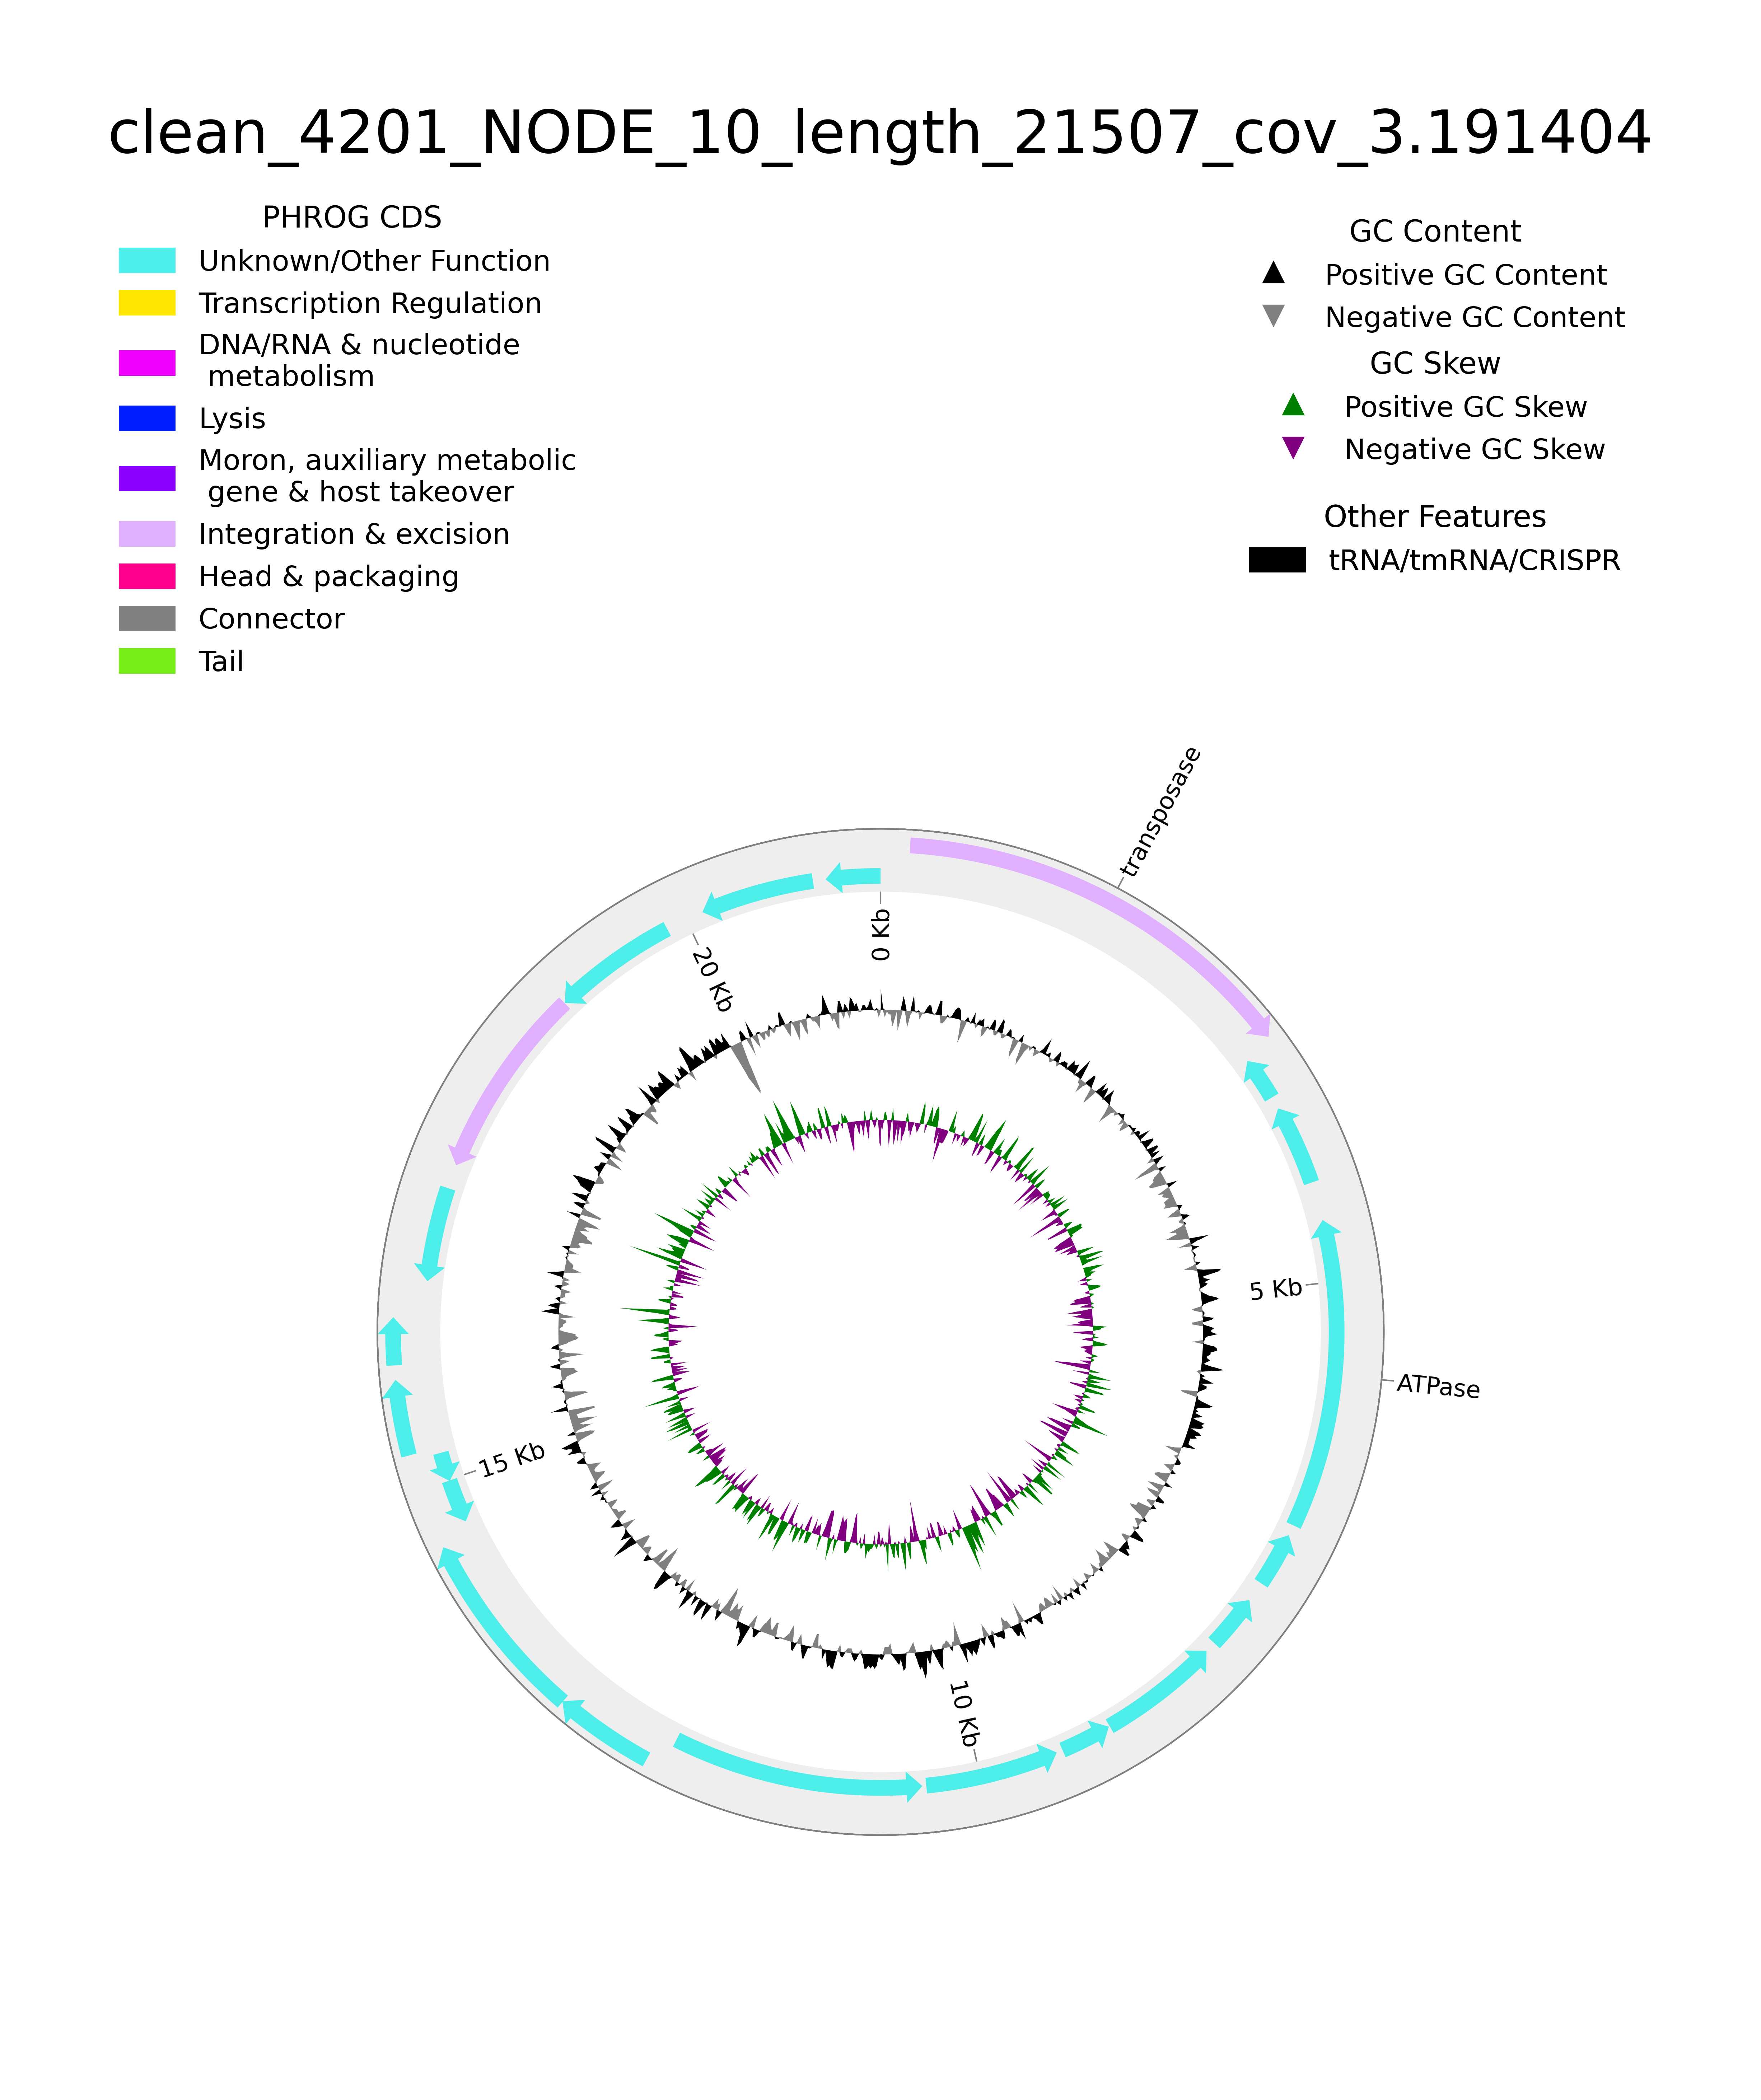 clean_4201_NODE_10_length_21507_cov_3.191404
PHROG CDS
Unknown/Other Function
Transcription Regulation
DNA/RNA & nucleotide
metabolism
Lysis
Moron, auxiliary metabolic
gene & host takeover
Integration & excision
Head & packaging
Connector
Tail
GC Content
Positive GC Content
Negative GC Content
GC Skew
Positive GC Skew
Negative GC Skew
Other Features
tRNA/tmRNA/CRISPR
transposase
0 Kb
20 Kb
5 Kb
ATPase
15 Kb
10 Kb